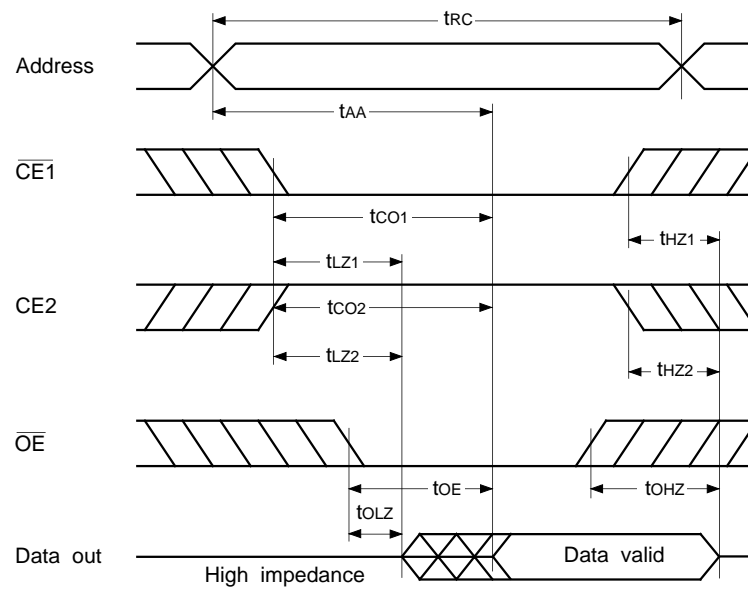 tRC
Address
tAA
CE1
tCO1
tHZ1
tLZ1
CE2
tCO2
tLZ2
tHZ2
OE
tOE
tOHZ
tOLZ
Data out
Data valid
High impedance